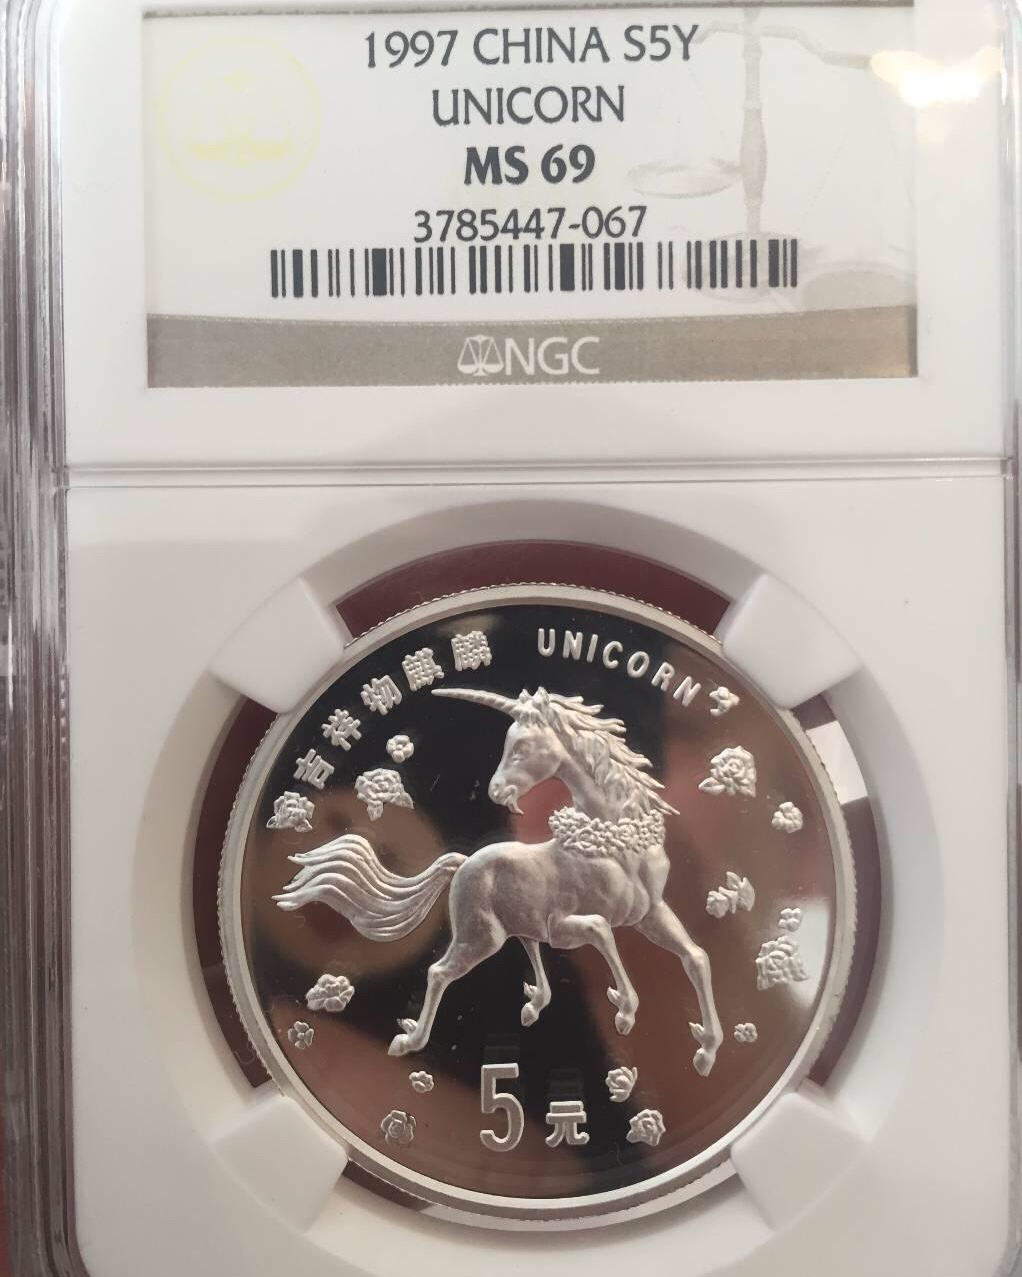 1997 CHINA S5Y
UNICORN
MS 69
3785447-067
NGC
吉祥物麒麟 UNICORN
5元